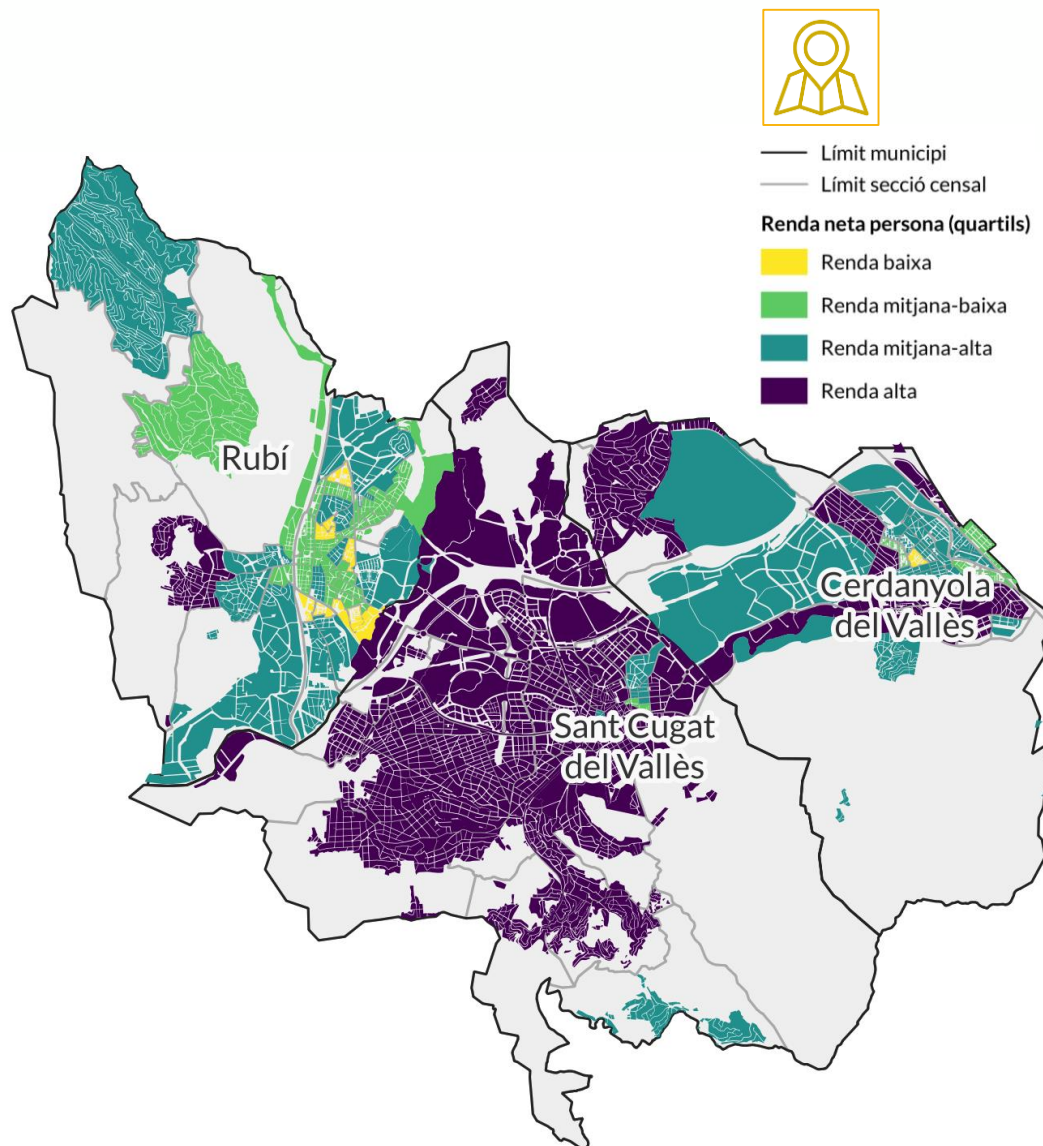 Límit municipi
Límit secció censal
Renda neta persona (quartils)
Renda baixa
Renda mitjana-baixa
Renda mitjana-alta
Renda alta
Rubí
Cerdanyola
del Vallès
Sant Cugat
del Vallès